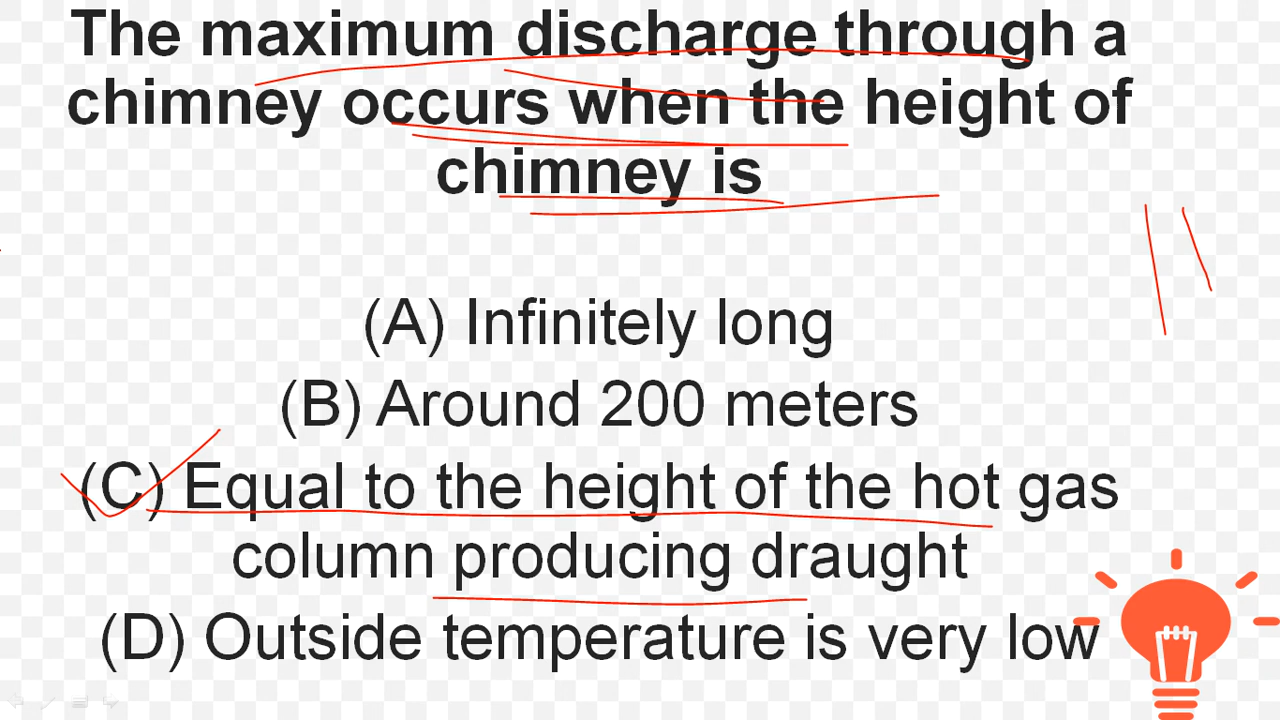 The maximum discharge through a
chimney occurs when the height of
chimney is
(A) Infinitely long
(B) Around 200 meters
(C) Equal to the height of the hot gas
column producing draught
(D) Outside temperature is very low